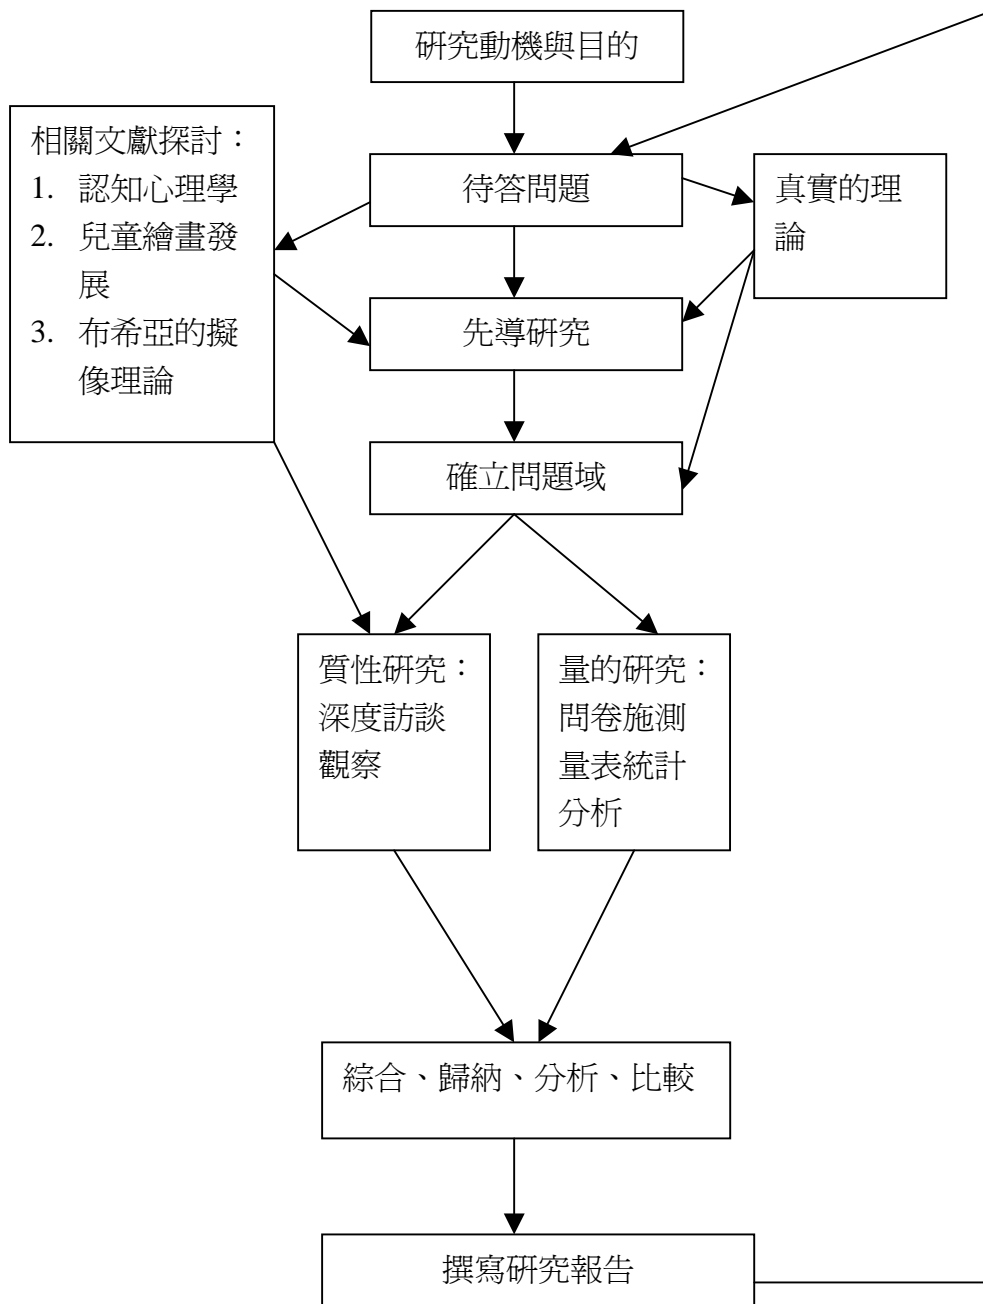 研究動機與目的
相關文獻探討：
1. 認知心理學
2. 兒童繪畫發
展
3. 布希亞的擬
像理論
待答問題
真實的理
論
先導研究
確立問題域
質性研究：
深度訪談
觀察
量的研究：
問卷施測
量表統計
分析
綜合、歸納、分析、比較
撰寫研究報告